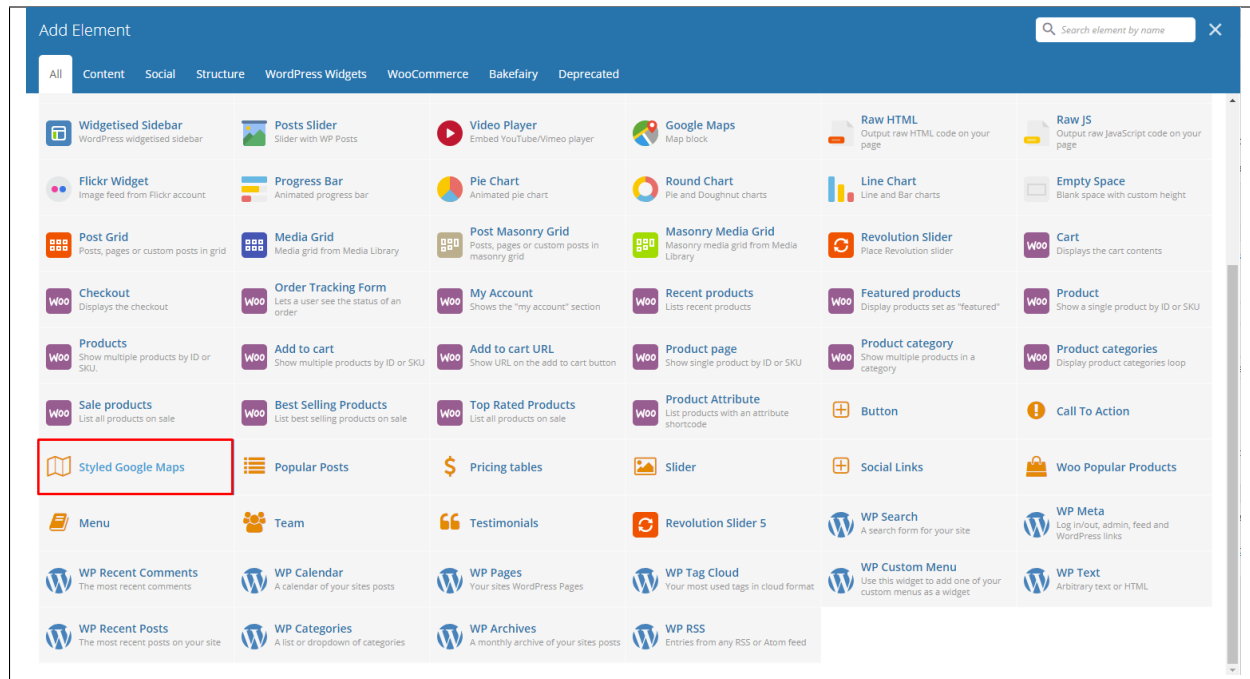 Add Element
Search element by name
All Content Social Structure WordPress Widgets WooCommerce Bakefairy Deprecated
Widgetised Sidebar
WordPress widgetised sidebar
Posts Slider
Slider with WP Posts
Video Player
Embed YouTube/Vimeo player
Google Maps
Map block
Raw HTML
Output raw HTML code on your
page
Raw JS
Output raw JavaScript code on your
page
Flickr Widget
Image feed from Flickr account
Progress Bar
Animated progress bar
Pie Chart
Animated pie chart
Round Chart
Pie and Doughnut charts
Line Chart
Line and Bar charts
Empty Space
Blank space with custom height
Post Grid
Posts, pages or custom posts in grid
Media Grid
Media grid from Media Library
Post Masonry Grid
Posts, pages or custom posts in
masonry grid
Masonry Media Grid
Masonry media grid from Media
Library
Revolution Slider
Place Revolution slider
Woo
Cart
Displays the cart contents
Woo
Checkout
Displays the checkout
Woo
Order Tracking Form
Lets a user see the status of an
order
Woo
My Account
Shows the "my account" section
Woo
Recent products
Lists recent products
Woo
Featured products
Display products set as "featured"
Woo
Product
Show a single product by ID or SKU
Woo
Products
Show multiple products by ID or
SKU.
Woo
Add to cart
Show multiple products by ID or SKU
Woo
Add to cart URL
Show URL on the add to cart button
Woo
Product page
Show single product by ID or SKU
Woo
Product category
Show multiple products in a
category
Woo
Product categories
Display product categories loop
Woo
Sale products
List all products on sale
Woo
Best Selling Products
List best selling products on sale
Woo
Top Rated Products
List all products on sale
Woo
Product Attribute
List products with an attribute
shortcode
Button
Call To Action
Styled Google Maps
Popular Posts
Pricing tables
Slider
Social Links
Woo Popular Products
Menu
Team
Testimonials
Revolution Slider 5
WP Search
A search form for your site
WP Meta
Log in/out, admin, feed and
WordPress links
WP Recent Comments
The most recent comments
WP Calendar
A calendar of your sites posts
WP Pages
Your sites WordPress Pages
WP Tag Cloud
Your most used tags in cloud format
WP Custom Menu
Use this widget to add one of your
custom menus as a widget
WP Text
Arbitrary text or HTML
WP Recent Posts
The most recent posts on your site
WP Categories
A list or dropdown of categories
WP Archives
A monthly archive of your sites posts
WP RSS
Entries from any RSS or Atom feed